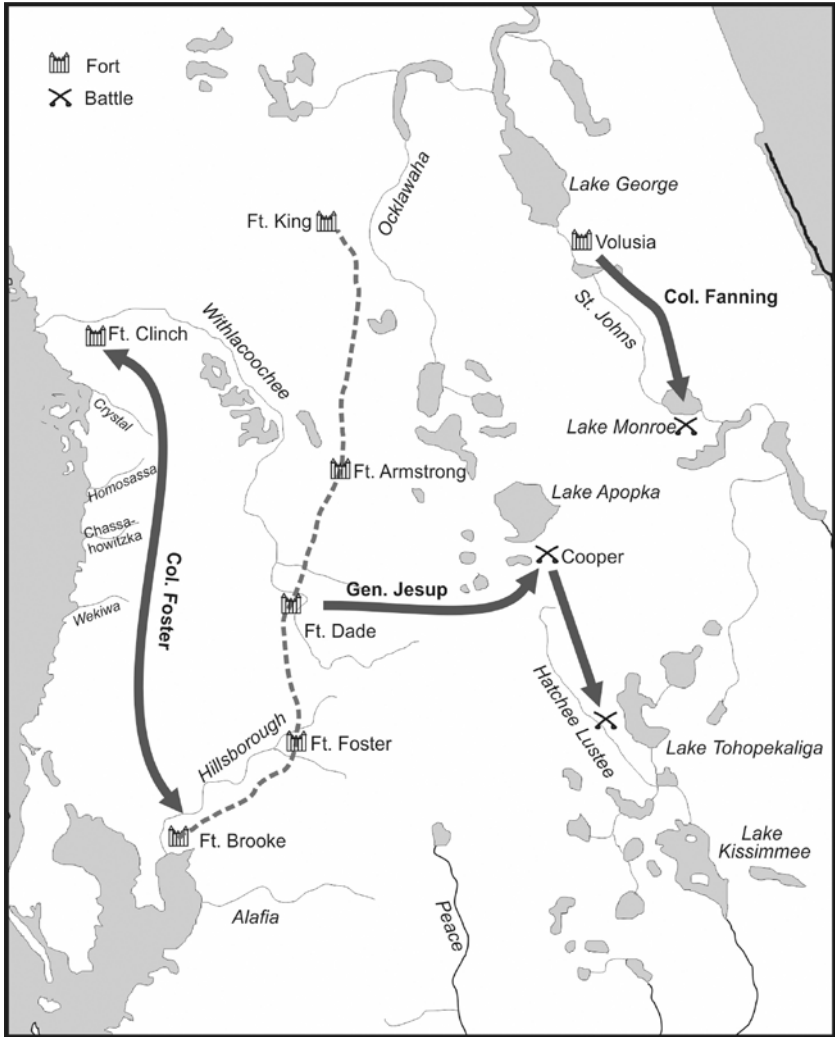 Fort
Battle
Lake George
Ocklawaha
Ft. King
Volusia
Col. Fanning
St. Johns
Ft. Clinch
Withlacoochee
Crystal
Lake Monroe
Homosassa
Ft. Armstrong
Lake Apopka
Chassa-
howitzka
Cooper
Col. Foster
Gen. Jesup
Wekiwa
Ft. Dade
Hatchee Lustee
Hillsborough
Ft. Foster
Lake Tohopekaliga
Ft. Brooke
Lake
Kissimmee
Alafia
Peace